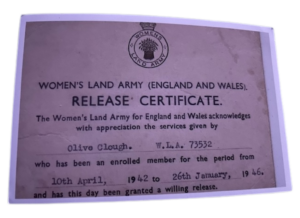 WOMEN'S LAND ARMY
WOMEN'S LAND ARMY (ENGLAND AND WALES).
RELEASE CERTIFICATE.
The Women's Land Army for England and Wales acknowledges
with appreciation the services given by
Olive Clough. W.L.A. 73532
who has been an enrolled member for the period from
10th April, 1942 to 26th January, 1946.
and has this day been granted a willing release.